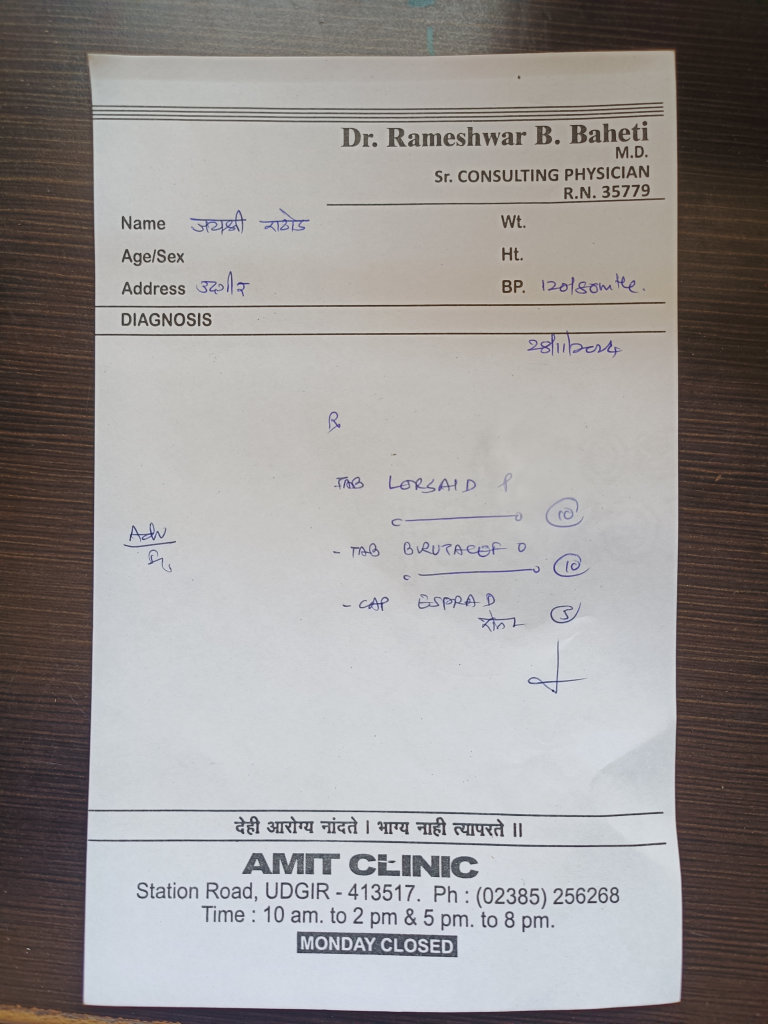 Dr. Rameshwar B. Baheti
M.D.
Sr. CONSULTING PHYSICIAN
R.N. 35779
Name जयश्री राठोड Wt.
Age/Sex Ht.
Address उदगीर BP. 120/80mmHg.
DIAGNOSIS
28/11/2024
Rx
TAB LORSAID P
10
Adv
- TAB BRUTACEF O
10
- CAP ESPRA D
5
देही आरोग्य नांदते । भाग्य नाही त्यापरते ॥
AMIT CLINIC
Station Road, UDGIR - 413517. Ph : (02385) 256268
Time : 10 am. to 2 pm & 5 pm. to 8 pm.
MONDAY CLOSED